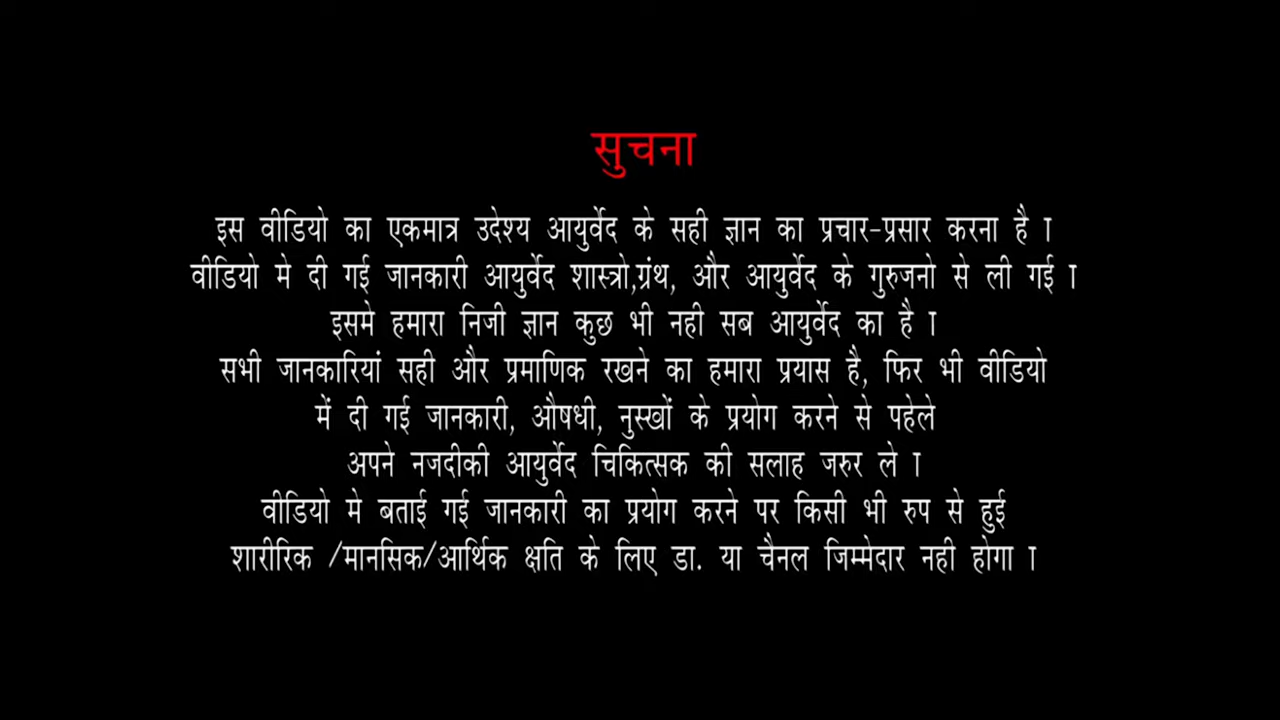 सुचना
इस वीडियो का एकमात्र उदेश्य आयुर्वेद के सही ज्ञान का प्रचार-प्रसार करना है ।
वीडियो मे दी गई जानकारी आयुर्वेद शास्त्रो,ग्रंथ, और आयुर्वेद के गुरुजनो से ली गई ।
इसमे हमारा निजी ज्ञान कुछ भी नही सब आयुर्वेद का है ।
सभी जानकारियां सही और प्रमाणिक रखने का हमारा प्रयास है, फिर भी वीडियो
में दी गई जानकारी, औषधी, नुस्खों के प्रयोग करने से पहेले
अपने नजदीकी आयुर्वेद चिकित्सक की सलाह जरुर ले ।
वीडियो मे बताई गई जानकारी का प्रयोग करने पर किसी भी रुप से हुई
शारीरिक /मानसिक/आर्थिक क्षति के लिए डा. या चैनल जिम्मेदार नही होगा ।